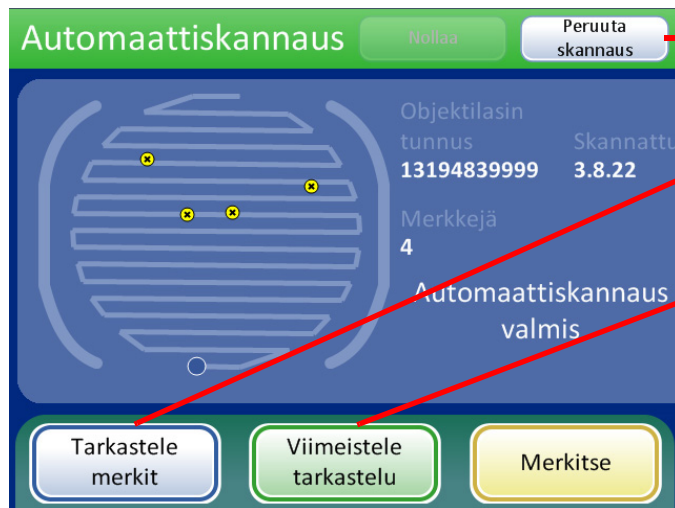 Automaattiskannaus
Nollaa
Peruuta
skannaus
Objektilasin
tunnus
Skannattu
13194839999
3.8.22
Merkkejä
4
Automaattiskannaus
valmis
Tarkastele
merkit
Viimeistele
tarkastelu
Merkitse